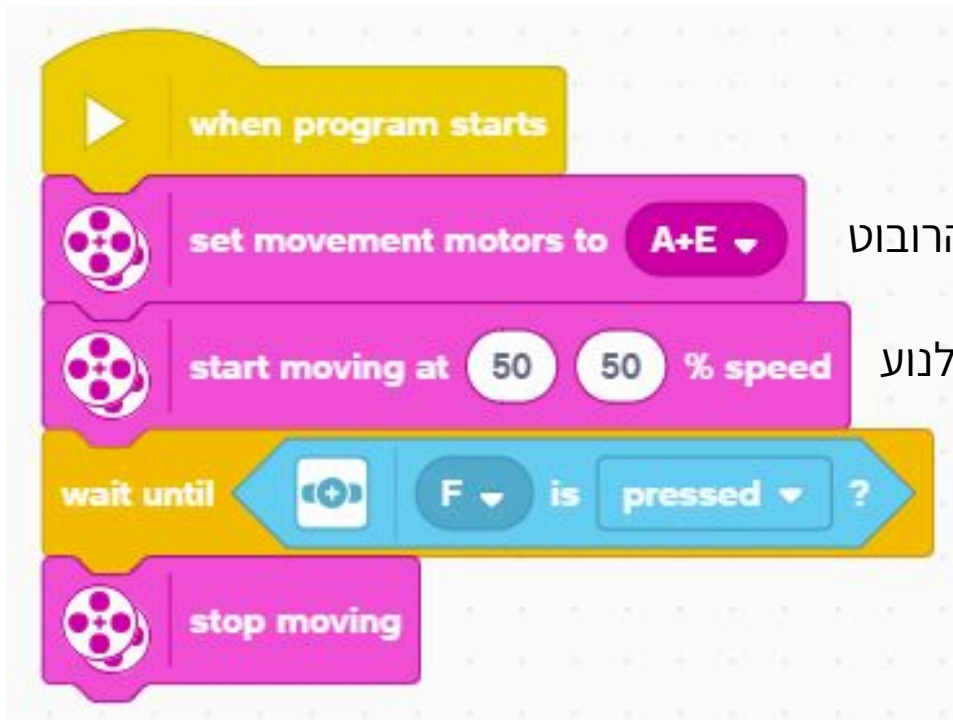 when program starts
set movement motors to A+E
הרובוט
start moving at 50 50 % speed
לנוע
wait until F is pressed ?
stop moving